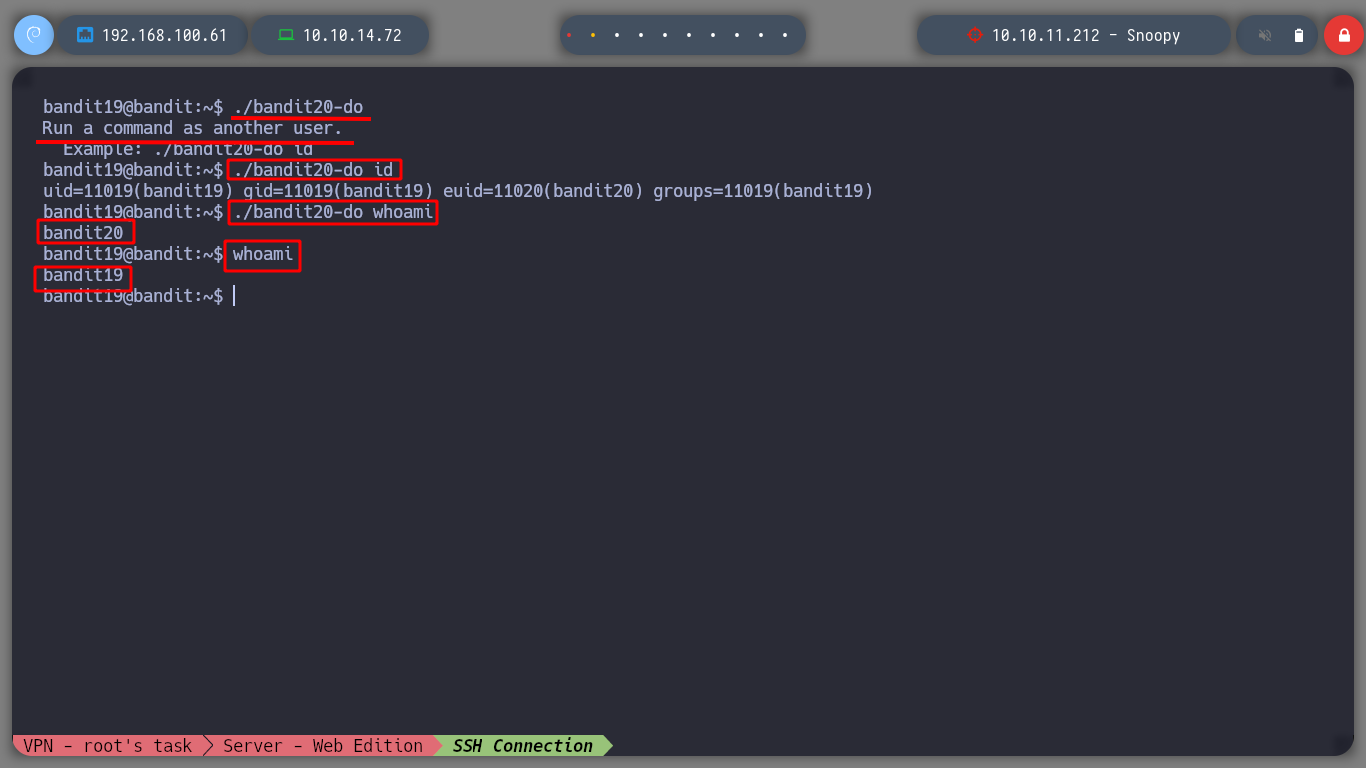 192.168.100.61
10.10.14.72
10.10.11.212 - Snoopy
bandit19@bandit:~$ ./bandit20-do
Run a command as another user.
Example: ./bandit20-do id
bandit19@bandit:~$ ./bandit20-do id
uid=11019(bandit19) gid=11019(bandit19) euid=11020(bandit20) groups=11019(bandit19)
bandit19@bandit:~$ ./bandit20-do whoami
bandit20
bandit19@bandit:~$ whoami
bandit19
bandit19@bandit:~$
VPN - root's task
Server - Web Edition
SSH Connection